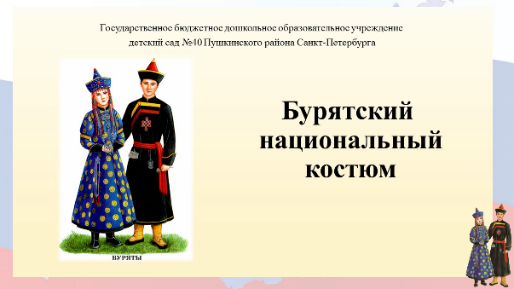 Государственное бюджетное дошкольное образовательное учреждение
детский сад №40 Пушкинского района Санкт-Петербурга
Бурятский
национальный
костюм
БУРЯТЫ